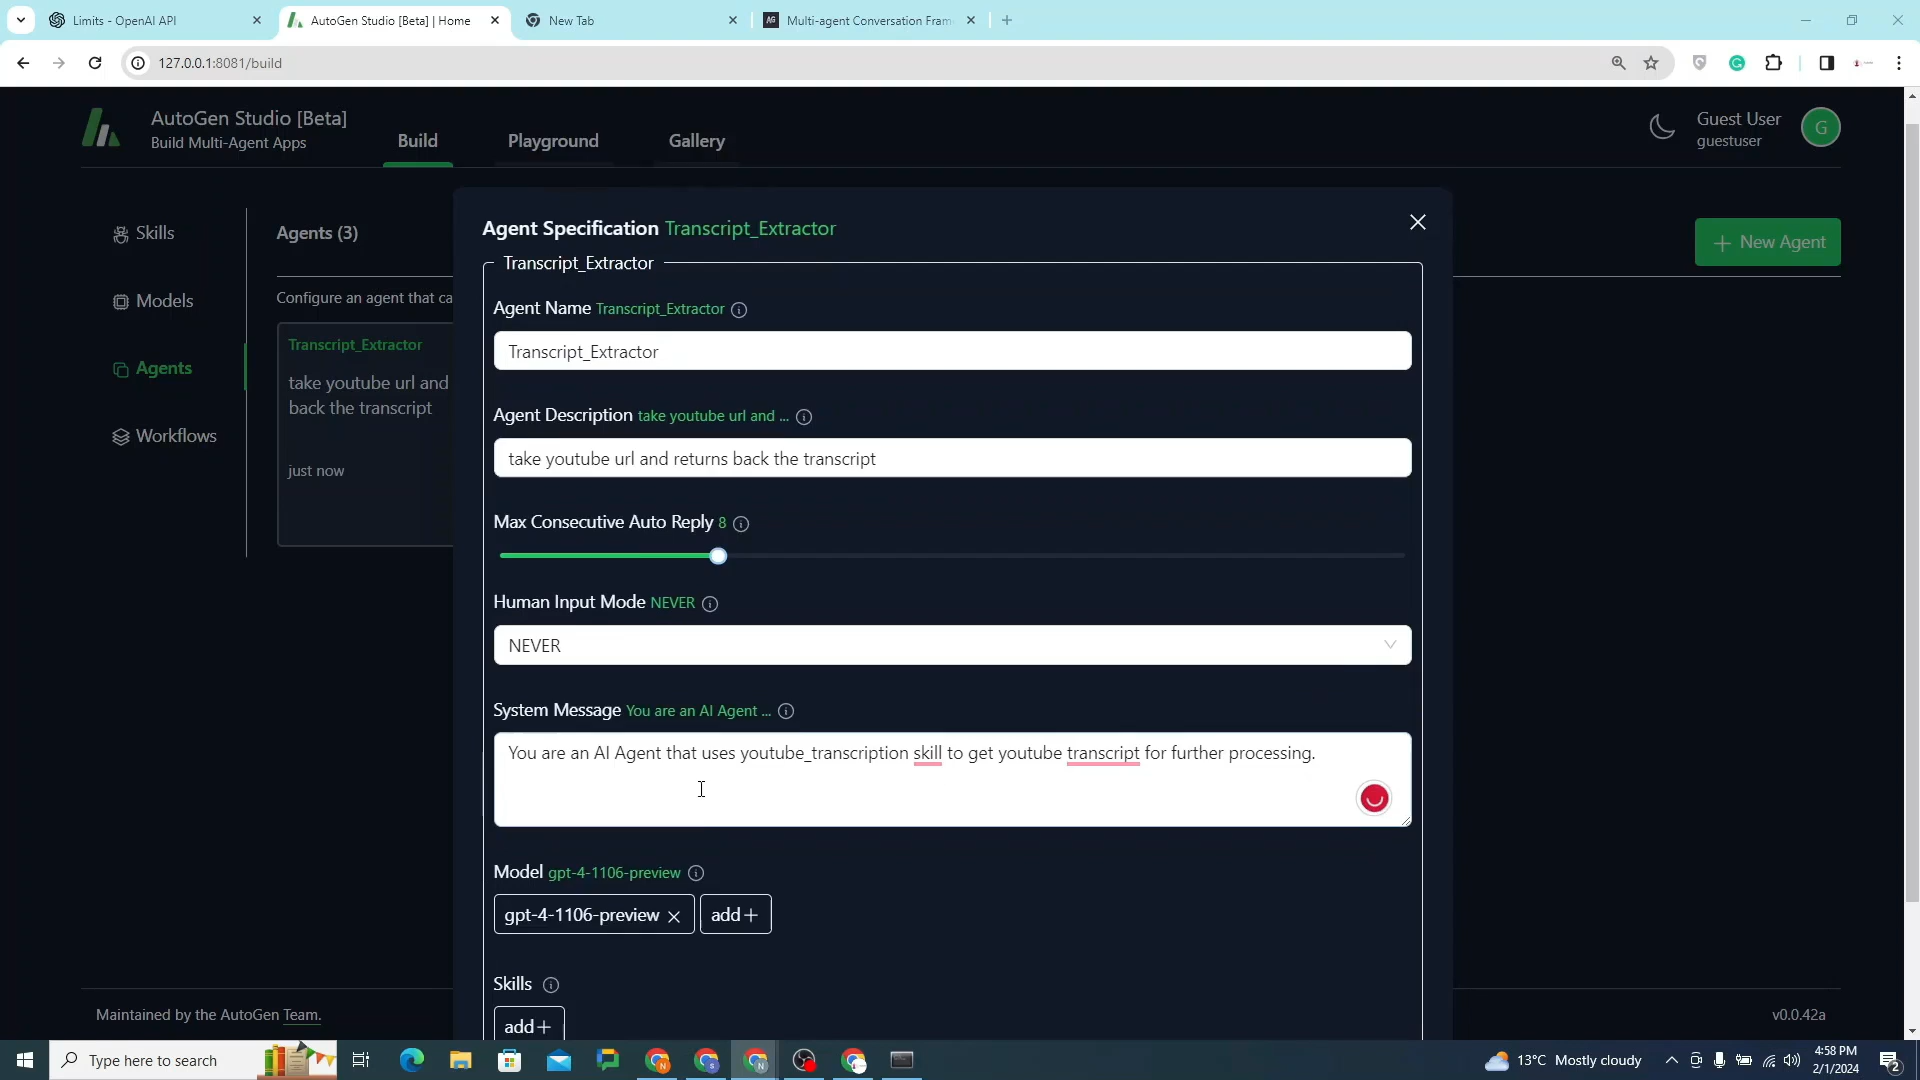 Limits - OpenAI API
AutoGen Studio [Beta] | Home
New Tab
Multi-agent Conversation Fram
127.0.0.1:8081/build
AutoGen Studio [Beta]
Build Multi-Agent Apps
Build
Playground
Gallery
Guest User
guestuser
G
Skills
Models
Agents
Workflows
Agents (3)
Configure an agent that ca
Transcript_Extractor
take youtube url and
back the transcript
just now
New Agent
Agent Specification Transcript_Extractor
Transcript_Extractor
Agent Name Transcript_Extractor
Transcript_Extractor
Agent Description take youtube url and ...
take youtube url and returns back the transcript
Max Consecutive Auto Reply 8
Human Input Mode NEVER
NEVER
System Message You are an AI Agent ...
You are an AI Agent that uses youtube_transcription skill to get youtube transcript for further processing.
Model gpt-4-1106-preview
gpt-4-1106-preview
add+
Skills
add+
Maintained by the AutoGen Team.
v0.0.42a
Type here to search
13°C Mostly cloudy
4:58 PM
2/1/2024
2